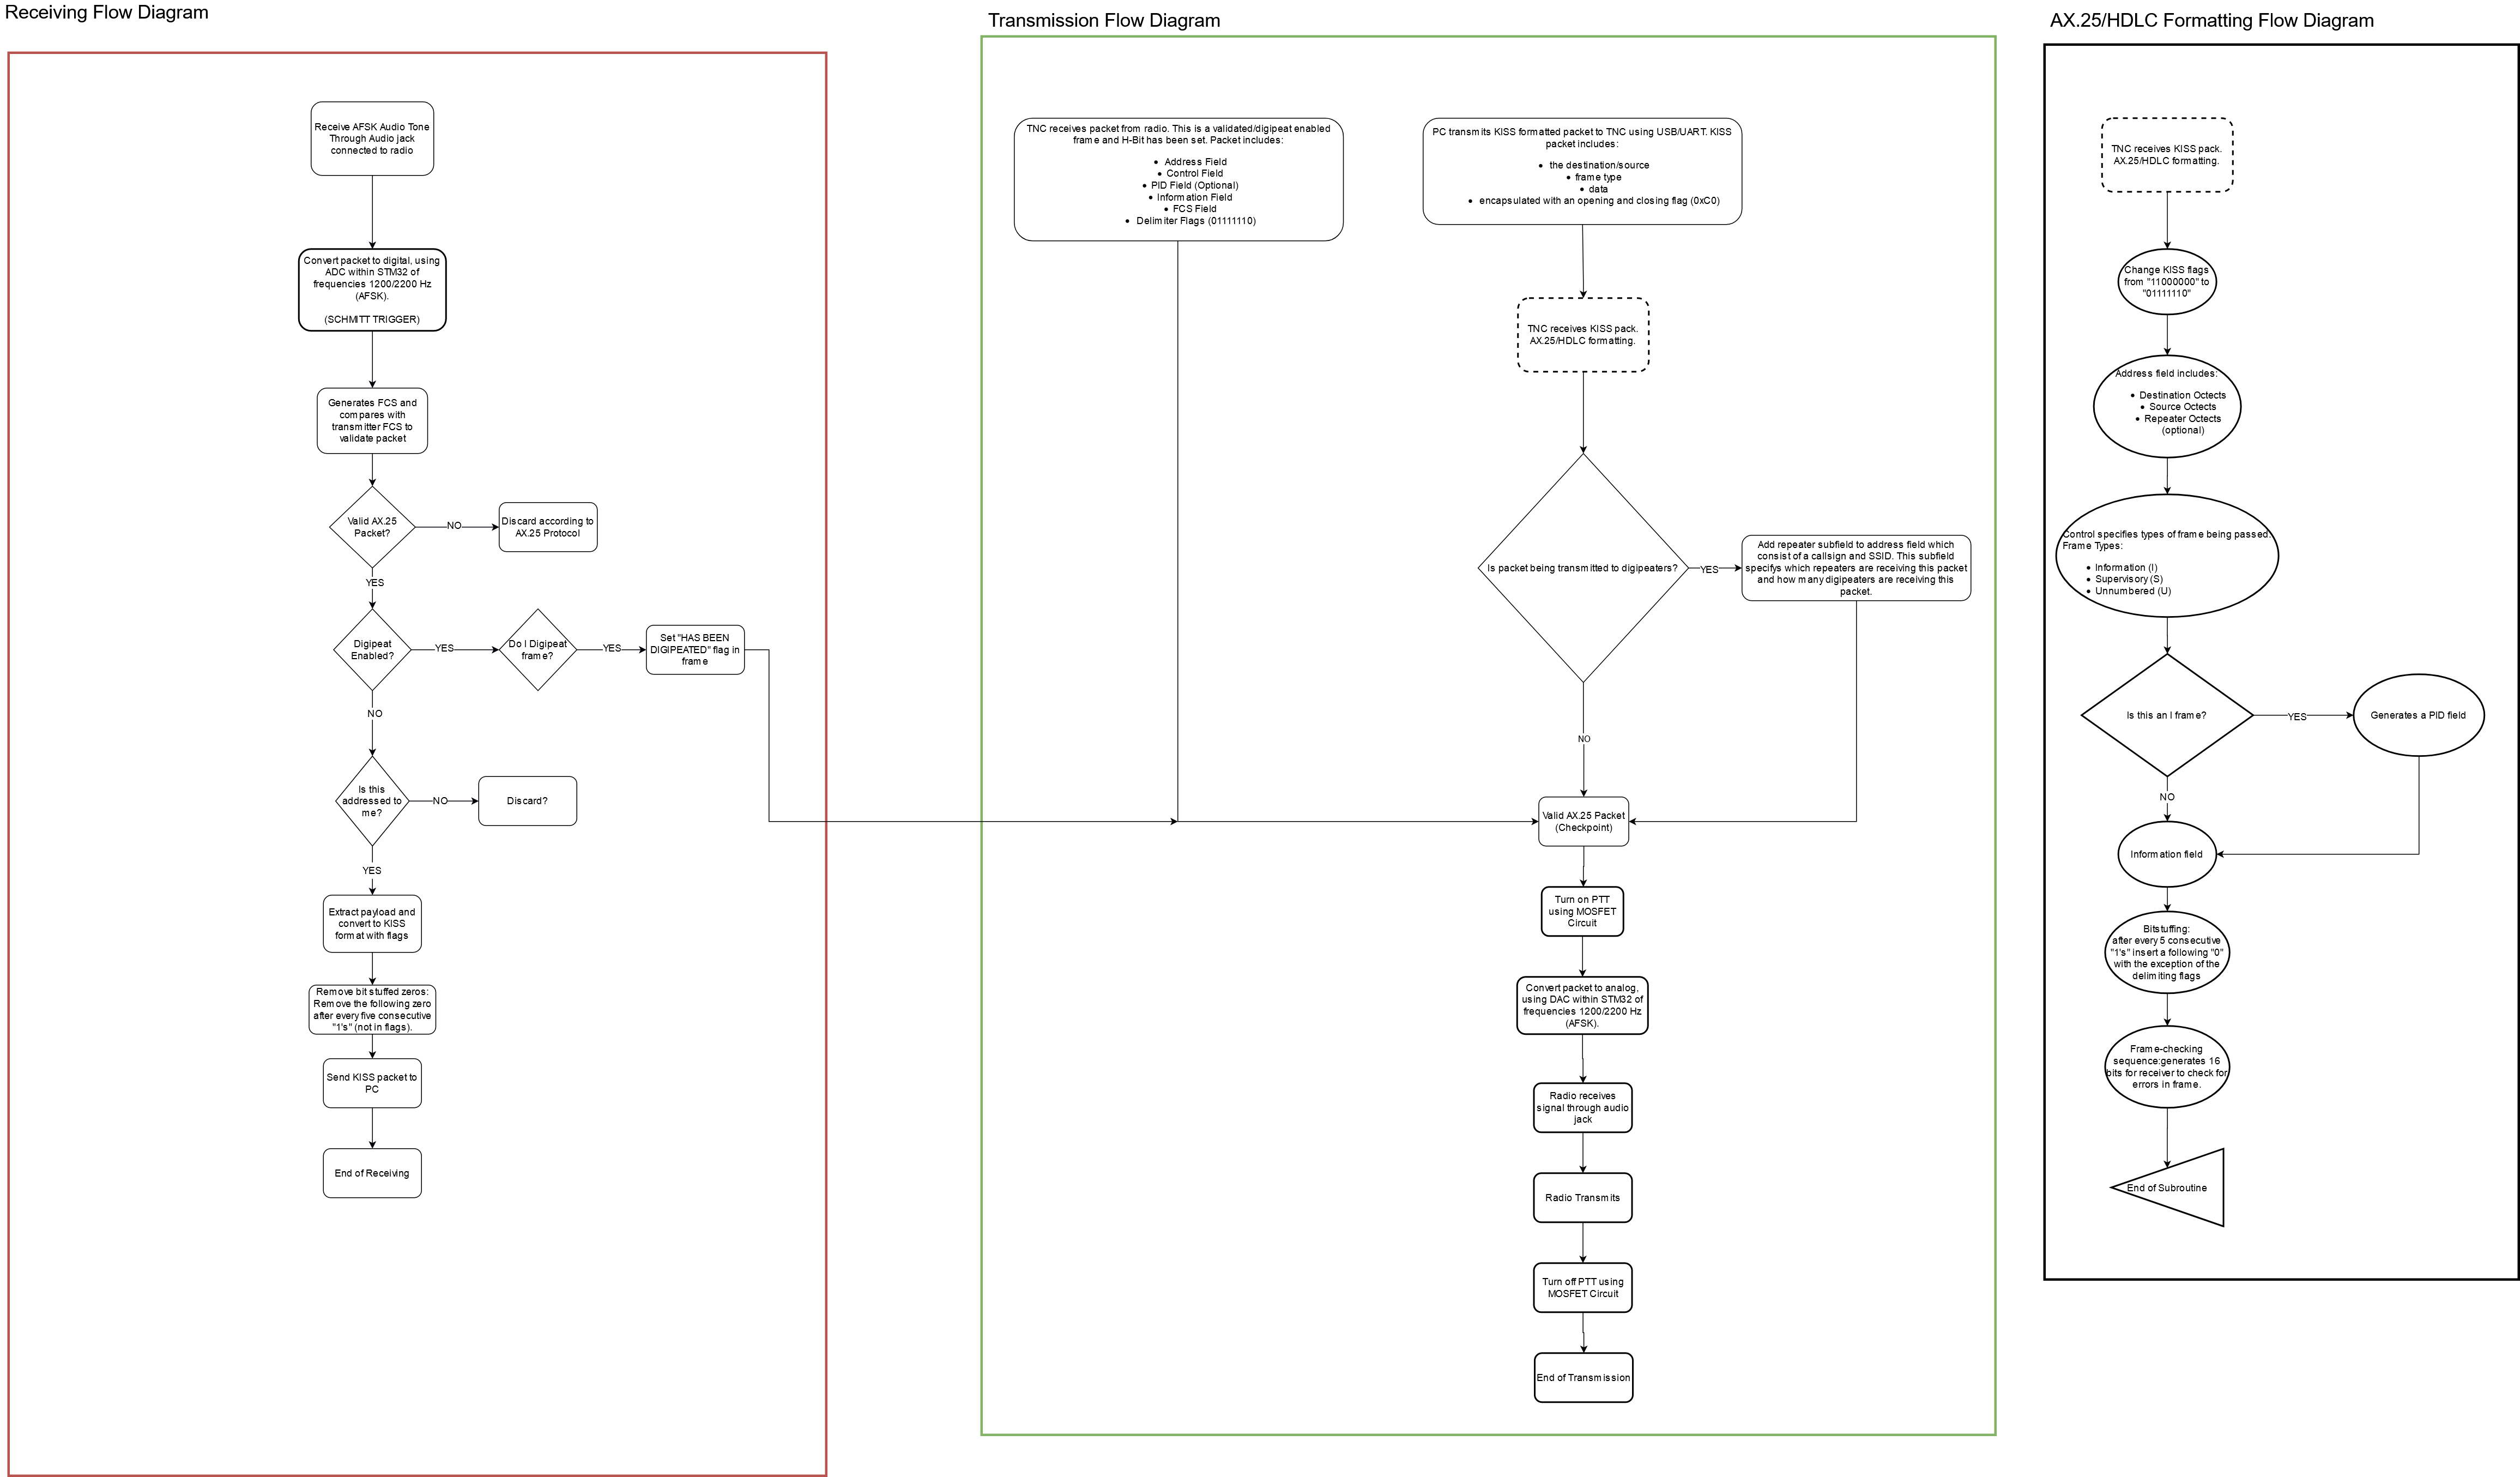 Receiving Flow Diagram
Receive AFSK Audio Tone
Through Audio jack
connected to radio
Convert packet to digital, using
ADC within STM32 of
frequencies 1200/2200 Hz
(AFSK).
(SCHMITT TRIGGER)
Generates FCS and
compares with
transmitter FCS to
validate packet
Valid AX.25
Packet?
NO
Discard according to
AX.25 Protocol
YES
Digipeat
Enabled?
YES
Do I Digipeat
frame?
YES
Set "HAS BEEN
DIGIPEATED" flag in
frame
NO
Is this
addressed to
me?
NO
Discard?
YES
Extract payload and
convert to KISS
format with flags
Remove bit stuffed zeros:
Remove the following zero
after every five consecutive
"1's" (not in flags).
Send KISS packet to
PC
End of Receiving
Transmission Flow Diagram
TNC receives packet from radio. This is a validated/digipeat enabled
frame and H-Bit has been set. Packet includes:
• Address Field
• Control Field
• PID Field (Optional)
• Information Field
• FCS Field
• Delimiter Flags (01111110)
PC transmits KISS formatted packet to TNC using USB/UART. KISS
packet includes:
• the destination/source
• frame type
• data
• encapsulated with an opening and closing flag (0xC0)
TNC receives KISS pack.
AX.25/HDLC formatting.
Is packet being transmitted to digipeaters?
YES
Add repeater subfield to address field which
consist of a callsign and SSID. This subfield
specifys which repeaters are receiving this packet
and how many digipeaters are receiving this
packet.
NO
Valid AX.25 Packet
(Checkpoint)
Turn on PTT
using MOSFET
Circuit
Convert packet to analog,
using DAC within STM32 of
frequencies 1200/2200 Hz
(AFSK).
Radio receives
signal through audio
jack
Radio Transmits
Turn off PTT using
MOSFET Circuit
End of Transmission
AX.25/HDLC Formatting Flow Diagram
TNC receives KISS pack.
AX.25/HDLC formatting.
Change KISS flags
from "11000000" to
"01111110"
Address field includes:
• Destination Octects
• Source Octects
• Repeater Octects
(optional)
Control specifies types of frame being passed.
Frame Types:
• Information (I)
• Supervisory (S)
• Unnumbered (U)
Is this an I frame?
YES
Generates a PID field
NO
Information field
Bitstuffing:
after every 5 consecutive
"1's" insert a following "0"
with the exception of the
delimiting flags
Frame-checking
sequence:generates 16
bits for receiver to check for
errors in frame.
End of Subroutine